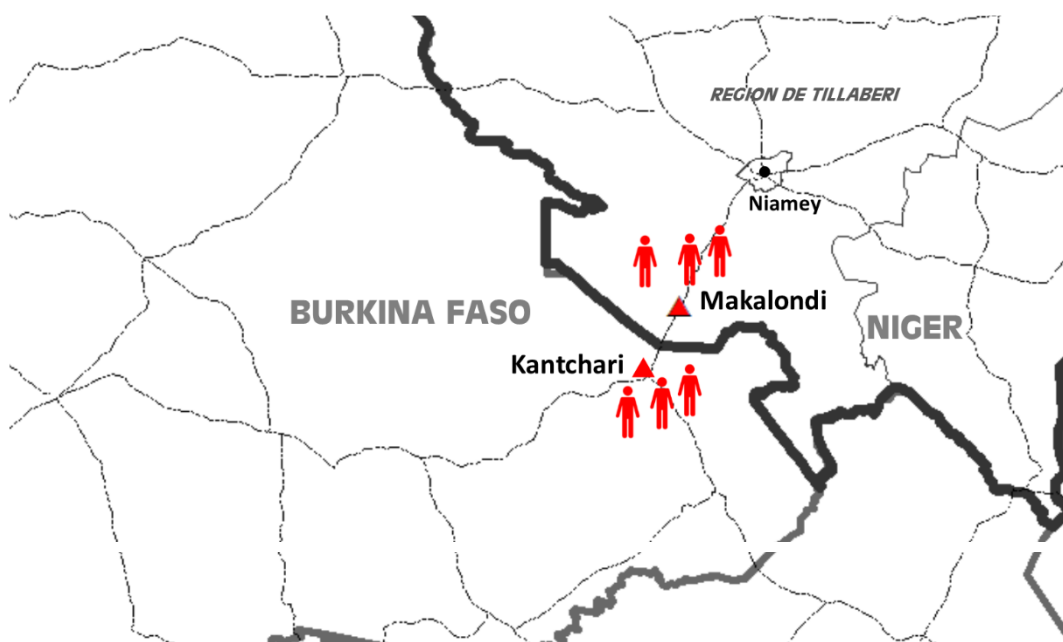 REGION DE TILLABERI
Niamey
Makalondi
BURKINA FASO
NIGER
Kantchari